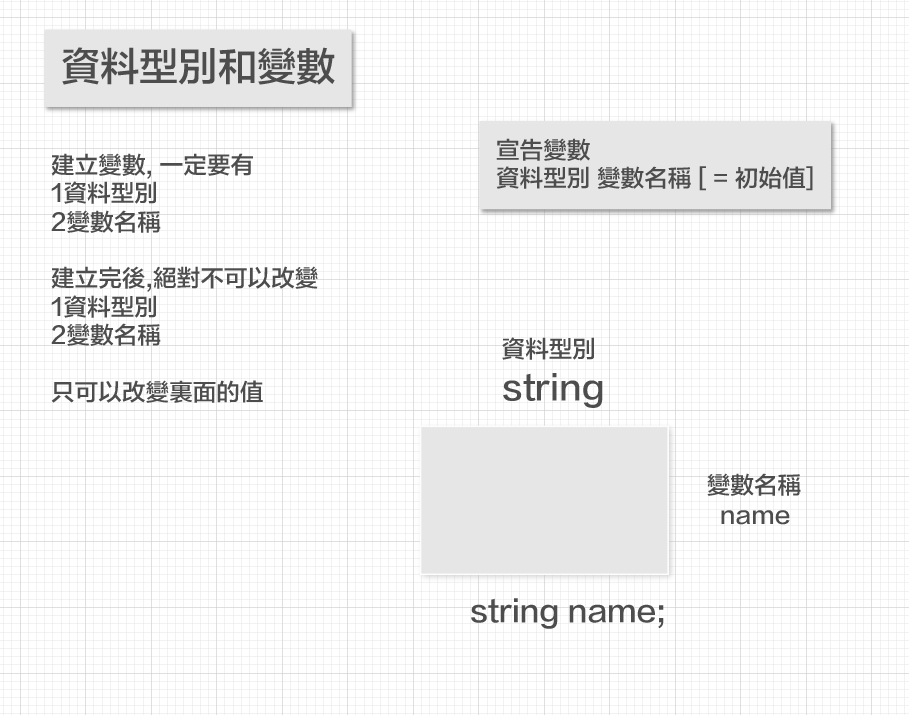 資料型別和變數
建立變數, 一定要有
1資料型別
2變數名稱
建立完後,絕對不可以改變
1資料型別
2變數名稱
只可以改變裏面的值
宣告變數
資料型別 變數名稱 [ = 初始值]
資料型別
string
變數名稱
name
string name;